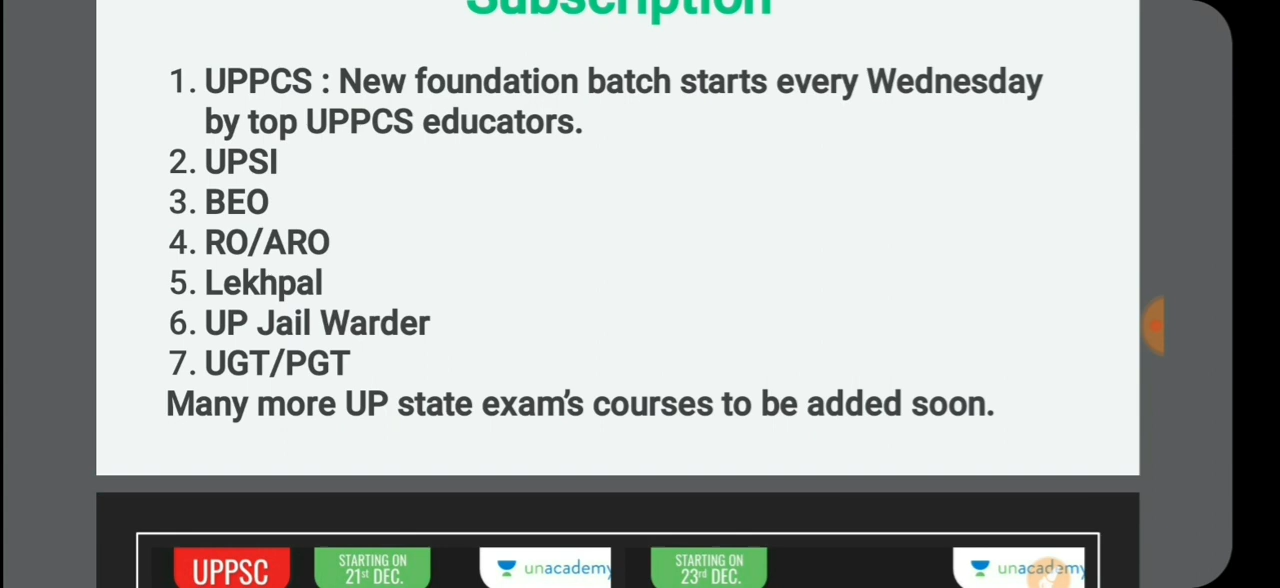 Subscription
1. UPPCS : New foundation batch starts every Wednesday
by top UPPCS educators.
2. UPSI
3. BEO
4. RO/ARO
5. Lekhpal
6. UP Jail Warder
7. UGT/PGT
Many more UP state exam’s courses to be added soon.
UPPSC
STARTING ON
21st DEC.
unacademy
STARTING ON
23rd DEC.
unacademy